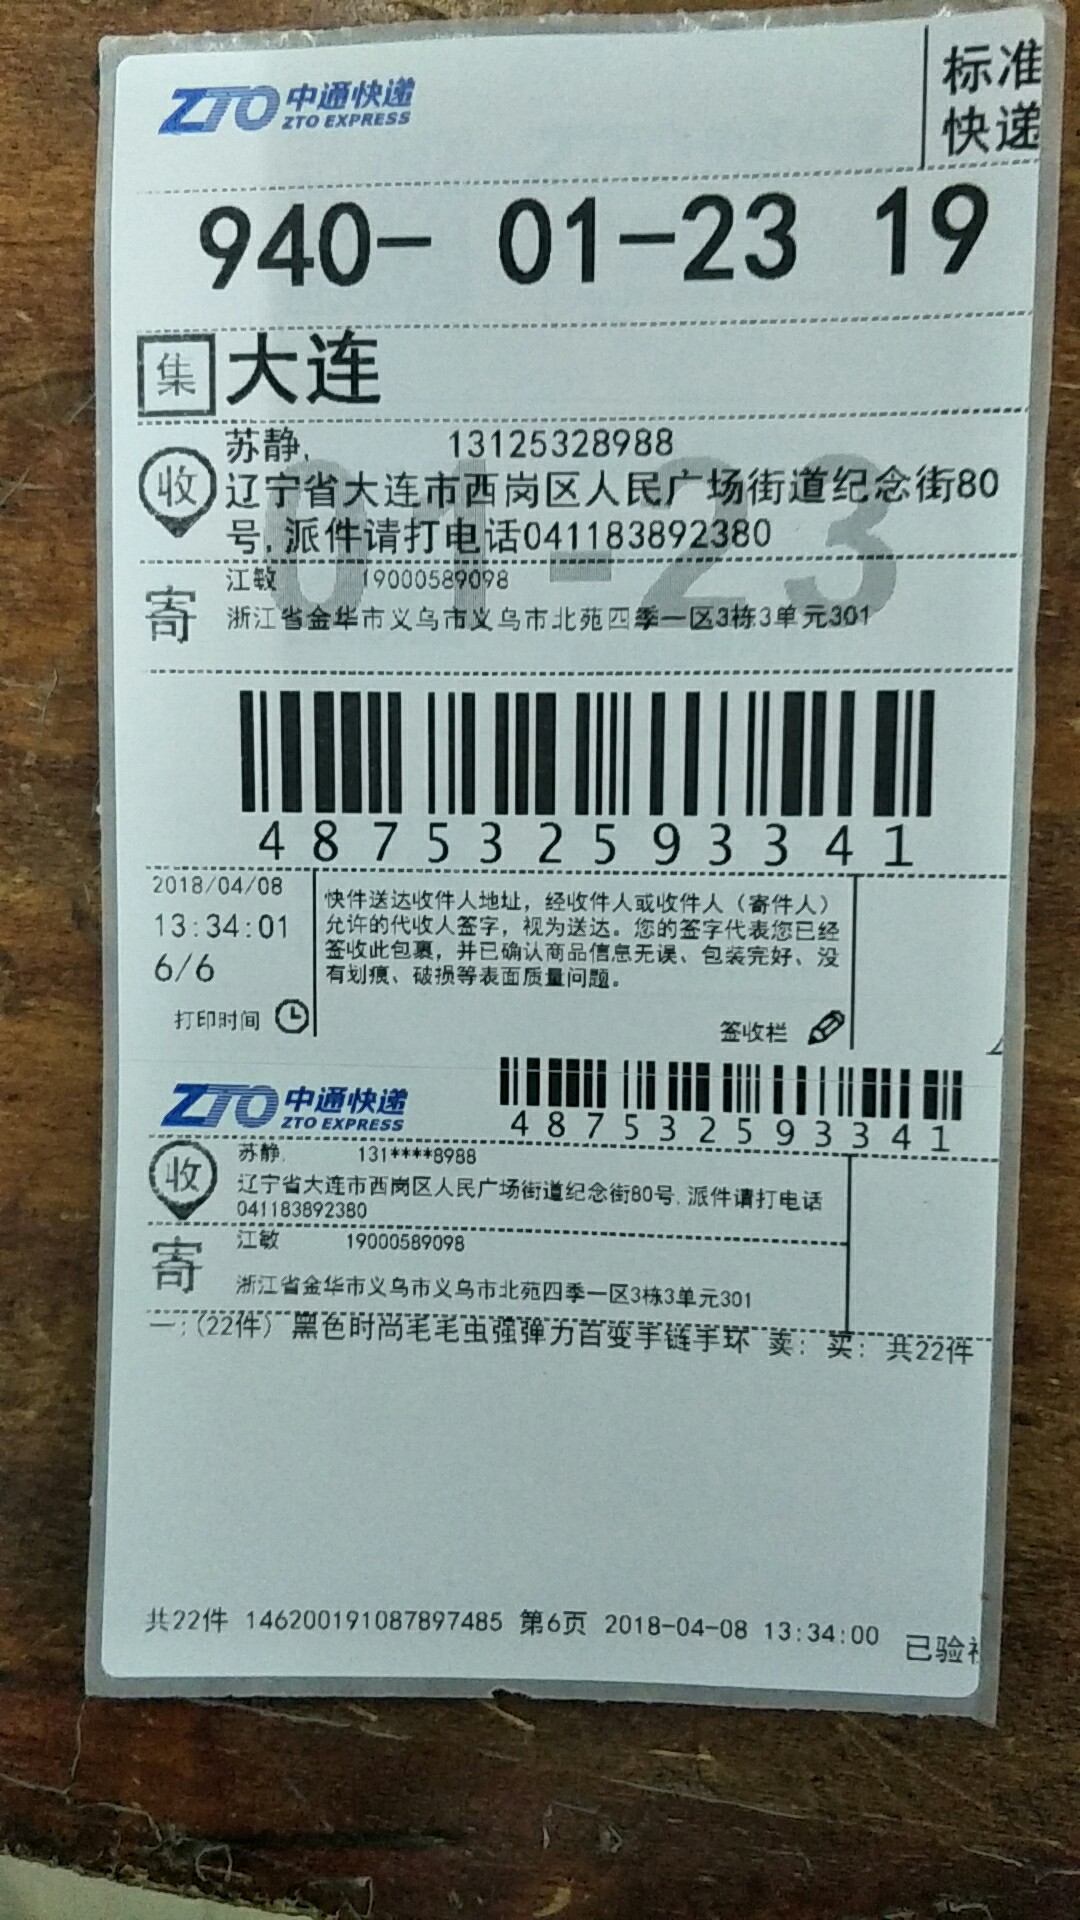 ZTO 中通快递
ZTO EXPRESS
标准
快递
940- 01-23 19
集 大连
收 苏静, 13125328988
辽宁省大连市西岗区人民广场街道纪念街80
号,派件请打电话041183892380
01-23
寄 江敏 19000589098
浙江省金华市义乌市义乌市北苑四季一区3栋3单元301
487532593341
2018/04/08
13:34:01
6/6
打印时间
快件送达收件人地址，经收件人或收件人（寄件人）
允许的代收人签字，视为送达。您的签字代表您已经
签收此包裹，并已确认商品信息无误、包装完好、没
有划痕、破损等表面质量问题。
签收栏
ZTO 中通快递
ZTO EXPRESS
487532593341
收 苏静, 131****8988
辽宁省大连市西岗区人民广场街道纪念街80号,派件请打电话
041183892380
寄 江敏 19000589098
浙江省金华市义乌市义乌市北苑四季一区3栋3单元301
一:(22件) 黑色时尚毛毛虫强弹力百变手链手环 卖: 买: 共22件
共22件 146200191087897485 第6页 2018-04-08 13:34:00
已验